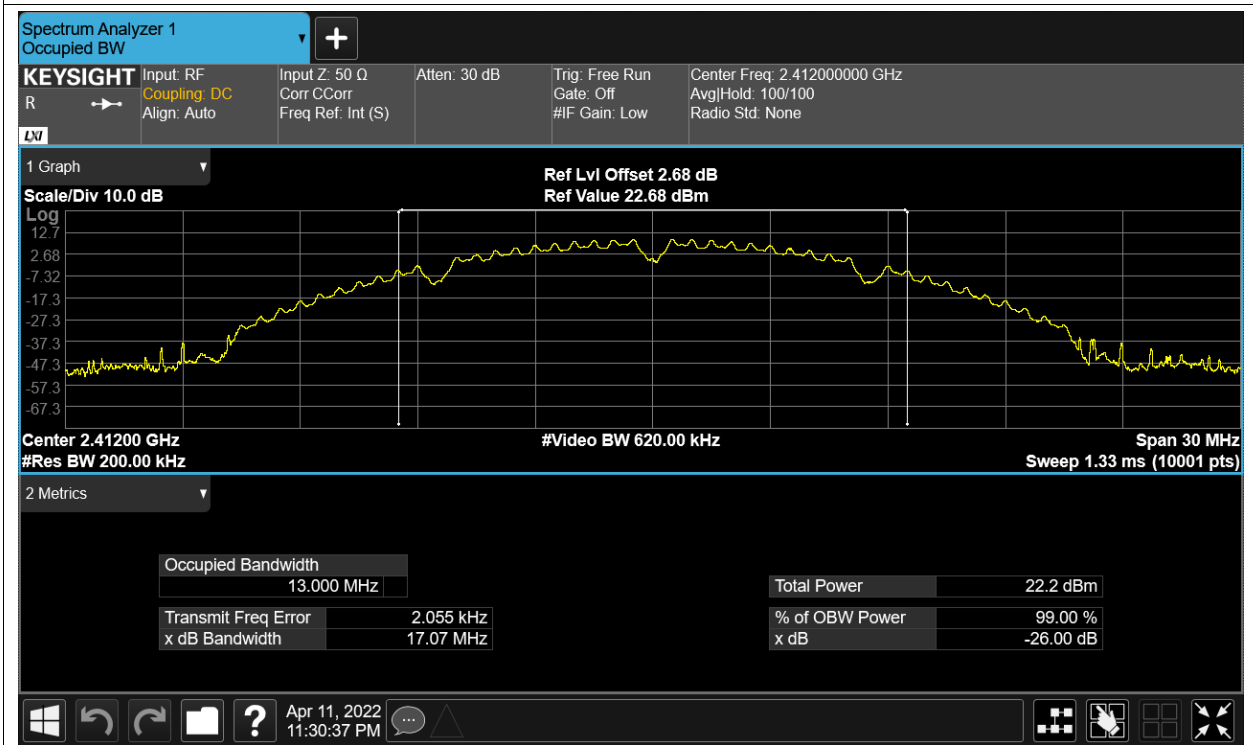 Spectrum Analyzer 1
Occupied BW
KEYSIGHT
R
LXI
Input: RF
Coupling: DC
Align: Auto
Input Z: 50 Ω
Corr CCorr
Freq Ref: Int (S)
Atten: 30 dB
Trig: Free Run
Gate: Off
#IF Gain: Low
Center Freq: 2.412000000 GHz
Avg|Hold: 100/100
Radio Std: None
1 Graph
Scale/Div 10.0 dB
Ref Lvl Offset 2.68 dB
Ref Value 22.68 dBm
Log
12.7
2.68
-7.32
-17.3
-27.3
-37.3
-47.3
-57.3
-67.3
Center 2.41200 GHz
#Video BW 620.00 kHz
Span 30 MHz
#Res BW 200.00 kHz
Sweep 1.33 ms (10001 pts)
2 Metrics
Occupied Bandwidth
13.000 MHz
Total Power 22.2 dBm
Transmit Freq Error 2.055 kHz
% of OBW Power 99.00 %
x dB Bandwidth 17.07 MHz
x dB -26.00 dB
?
Apr 11, 2022
11:30:37 PM